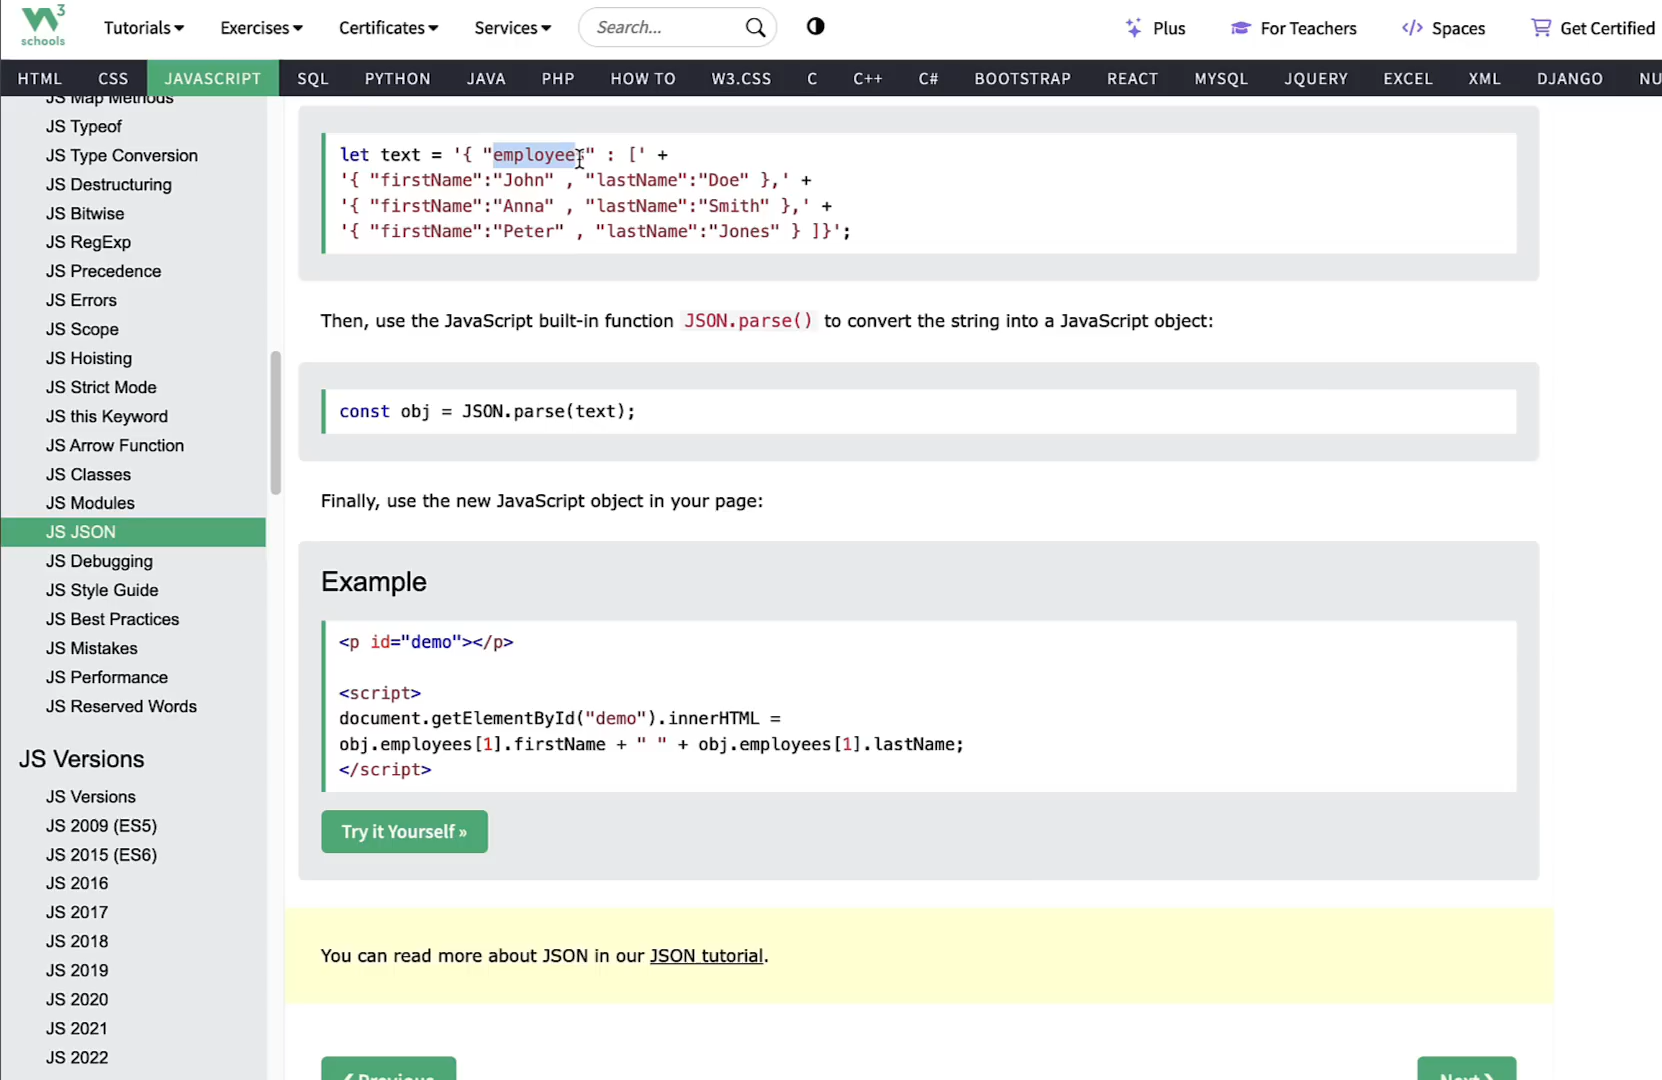 W3 schools
Tutorials Exercises Certificates Services Search... Plus For Teachers Spaces Get Certified
HTML CSS JAVASCRIPT SQL PYTHON JAVA PHP HOW TO W3.CSS C C++ C# BOOTSTRAP REACT MYSQL JQUERY EXCEL XML DJANGO NU
JS Map Methods
JS Typeof
JS Type Conversion
JS Destructuring
JS Bitwise
JS RegExp
JS Precedence
JS Errors
JS Scope
JS Hoisting
JS Strict Mode
JS this Keyword
JS Arrow Function
JS Classes
JS Modules
JS JSON
JS Debugging
JS Style Guide
JS Best Practices
JS Mistakes
JS Performance
JS Reserved Words
JS Versions
JS Versions
JS 2009 (ES5)
JS 2015 (ES6)
JS 2016
JS 2017
JS 2018
JS 2019
JS 2020
JS 2021
JS 2022
let text = '{ "employees" : [' +
'{ "firstName":"John" , "lastName":"Doe" },' +
'{ "firstName":"Anna" , "lastName":"Smith" },' +
'{ "firstName":"Peter" , "lastName":"Jones" } ]}';
Then, use the JavaScript built-in function JSON.parse() to convert the string into a JavaScript object:
const obj = JSON.parse(text);
Finally, use the new JavaScript object in your page:
Example
<p id="demo"></p>
<script>
document.getElementById("demo").innerHTML =
obj.employees[1].firstName + " " + obj.employees[1].lastName;
</script>
Try it Yourself »
You can read more about JSON in our JSON tutorial.
❮ Previous
Next ❯